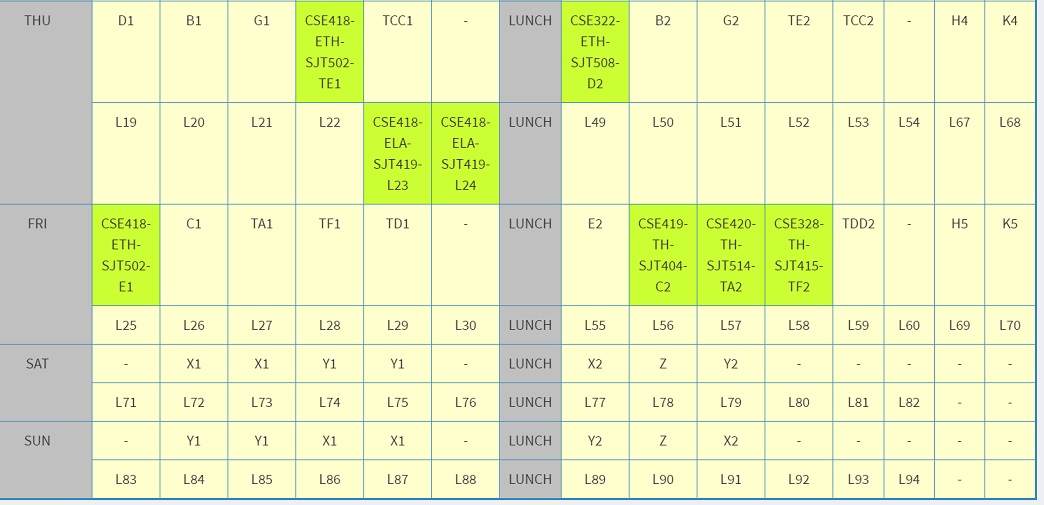 THU D1 B1 G1 CSE418-ETH-SJT502-TE1 TCC1 - LUNCH CSE322-ETH-SJT508-D2 B2 G2 TE2 TCC2 - H4 K4
L19 L20 L21 L22 CSE418-ELA-SJT419-L23 CSE418-ELA-SJT419-L24 LUNCH L49 L50 L51 L52 L53 L54 L67 L68
FRI CSE418-ETH-SJT502-E1 C1 TA1 TF1 TD1 - LUNCH E2 CSE419-TH-SJT404-C2 CSE420-TH-SJT514-TA2 CSE328-TH-SJT415-TF2 TDD2 - H5 K5
L25 L26 L27 L28 L29 L30 LUNCH L55 L56 L57 L58 L59 L60 L69 L70
SAT - X1 X1 Y1 Y1 - LUNCH X2 Z Y2 - - - - -
L71 L72 L73 L74 L75 L76 LUNCH L77 L78 L79 L80 L81 L82 - -
SUN - Y1 Y1 X1 X1 - LUNCH Y2 Z X2 - - - - -
L83 L84 L85 L86 L87 L88 LUNCH L89 L90 L91 L92 L93 L94 - -